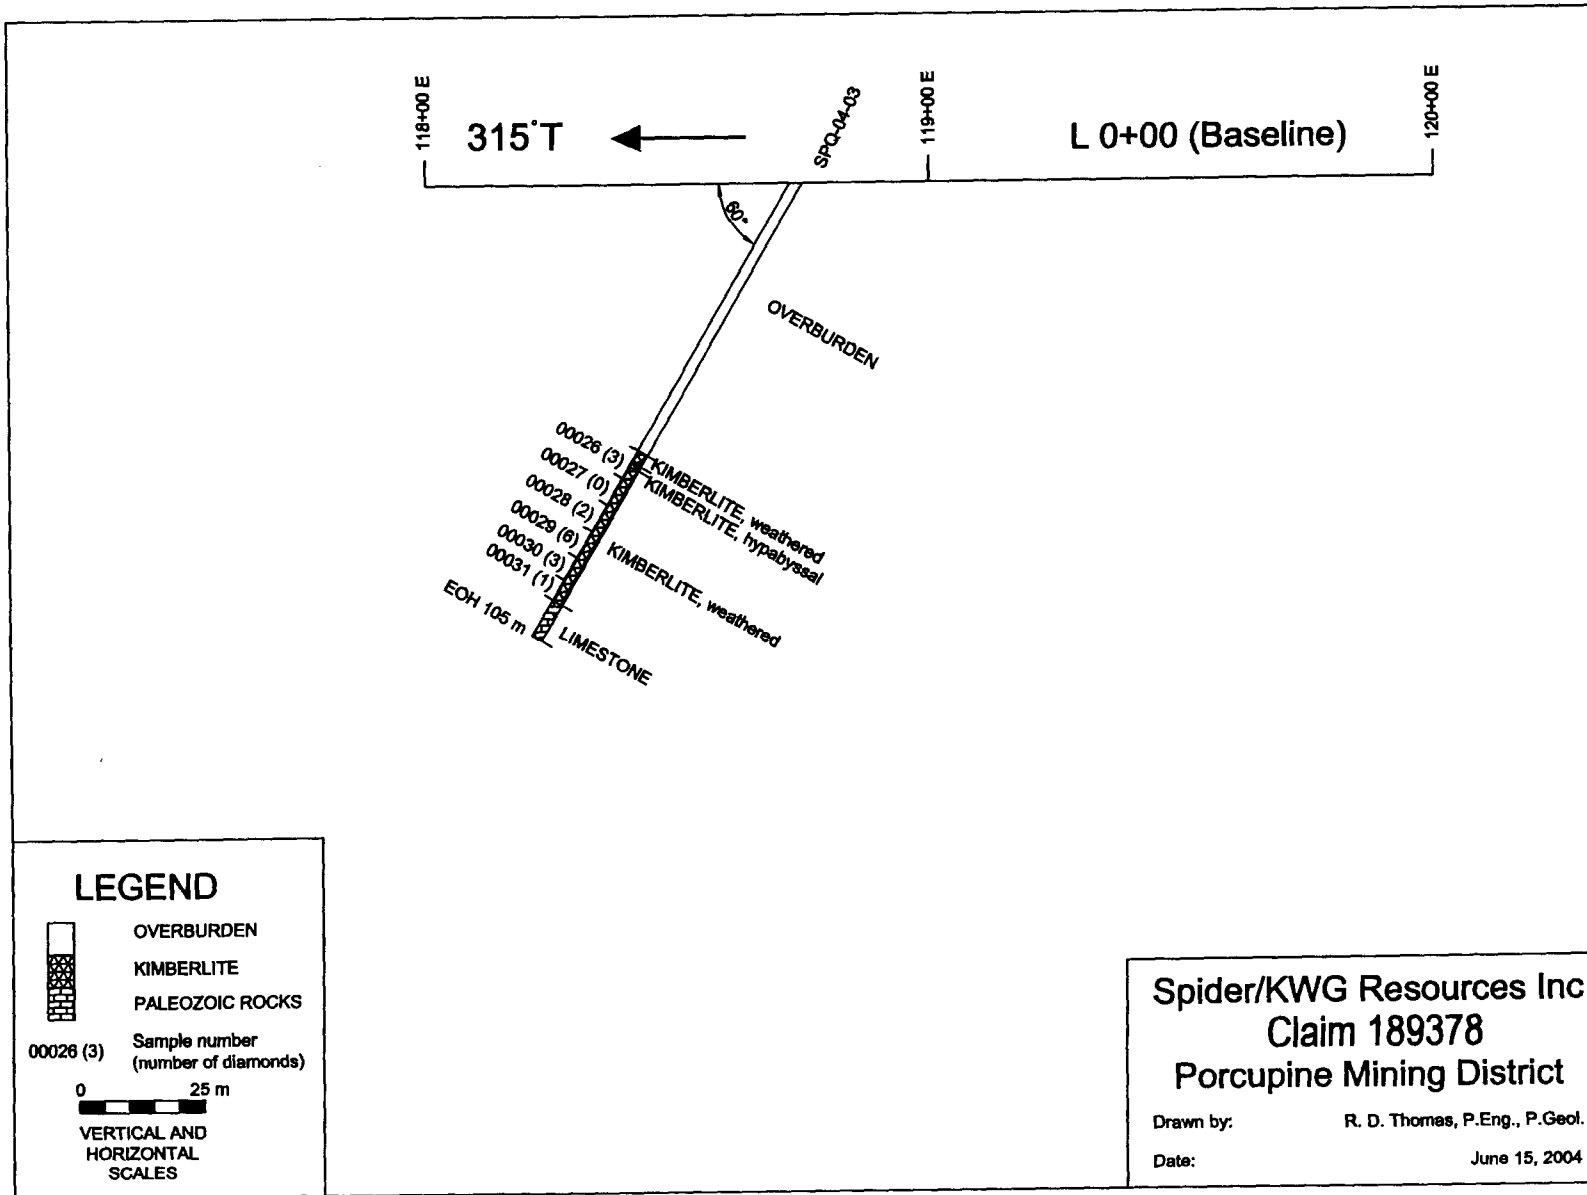 118+00 E
315°T
SPQ-04-03
119+00 E
L 0+00 (Baseline)
120+00 E
60°
OVERBURDEN
00026 (3)
00027 (0)
00028 (2)
00029 (6)
00030 (3)
00031 (1)
EOH 105 m
KIMBERLITE, weathered
KIMBERLITE, hypabyssal
KIMBERLITE, weathered
LIMESTONE
LEGEND
OVERBURDEN
KIMBERLITE
PALEOZOIC ROCKS
00026 (3) Sample number
(number of diamonds)
0 25 m
VERTICAL AND
HORIZONTAL
SCALES
Spider/KWG Resources Inc
Claim 189378
Porcupine Mining District
Drawn by: R. D. Thomas, P.Eng., P.Geol.
Date: June 15, 2004